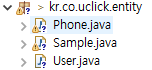 > kr.co.uclick.entity
> Phone.java
> Sample.java
> User.java